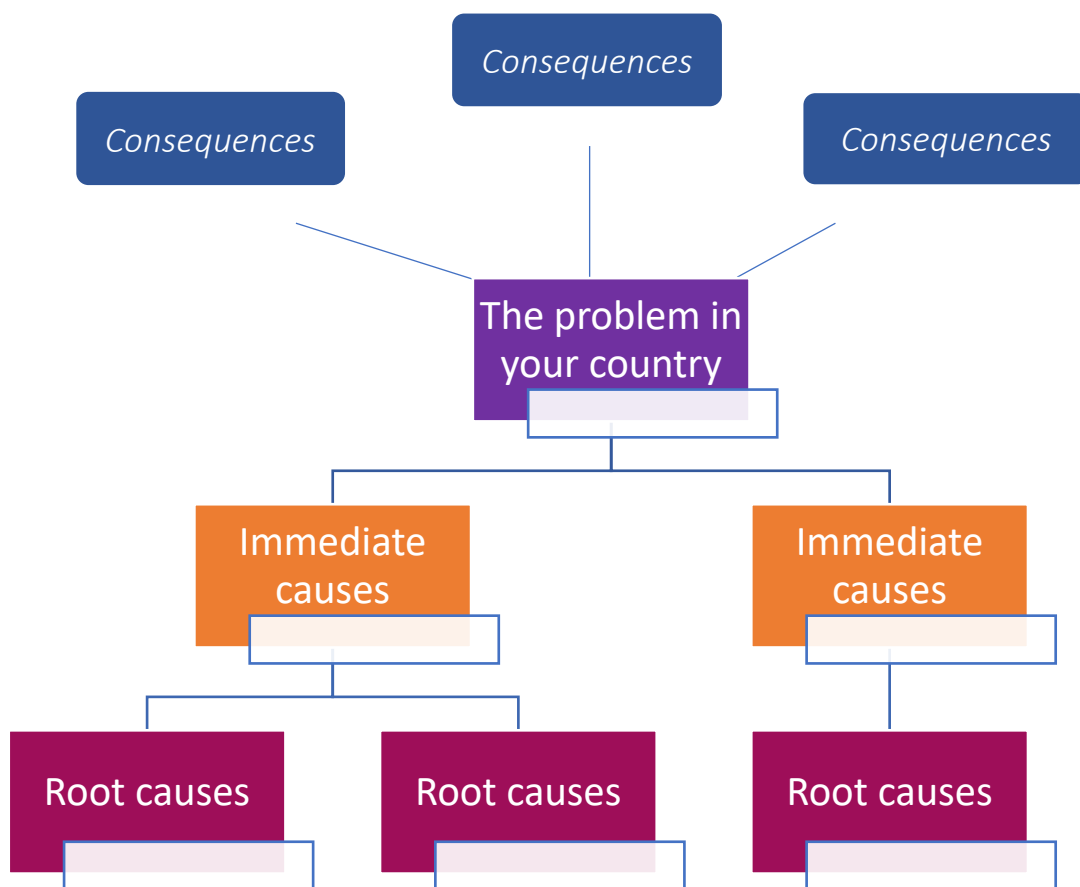 Consequences
Consequences
Consequences
The problem in
your country
Immediate
causes
Immediate
causes
Root causes
Root causes
Root causes